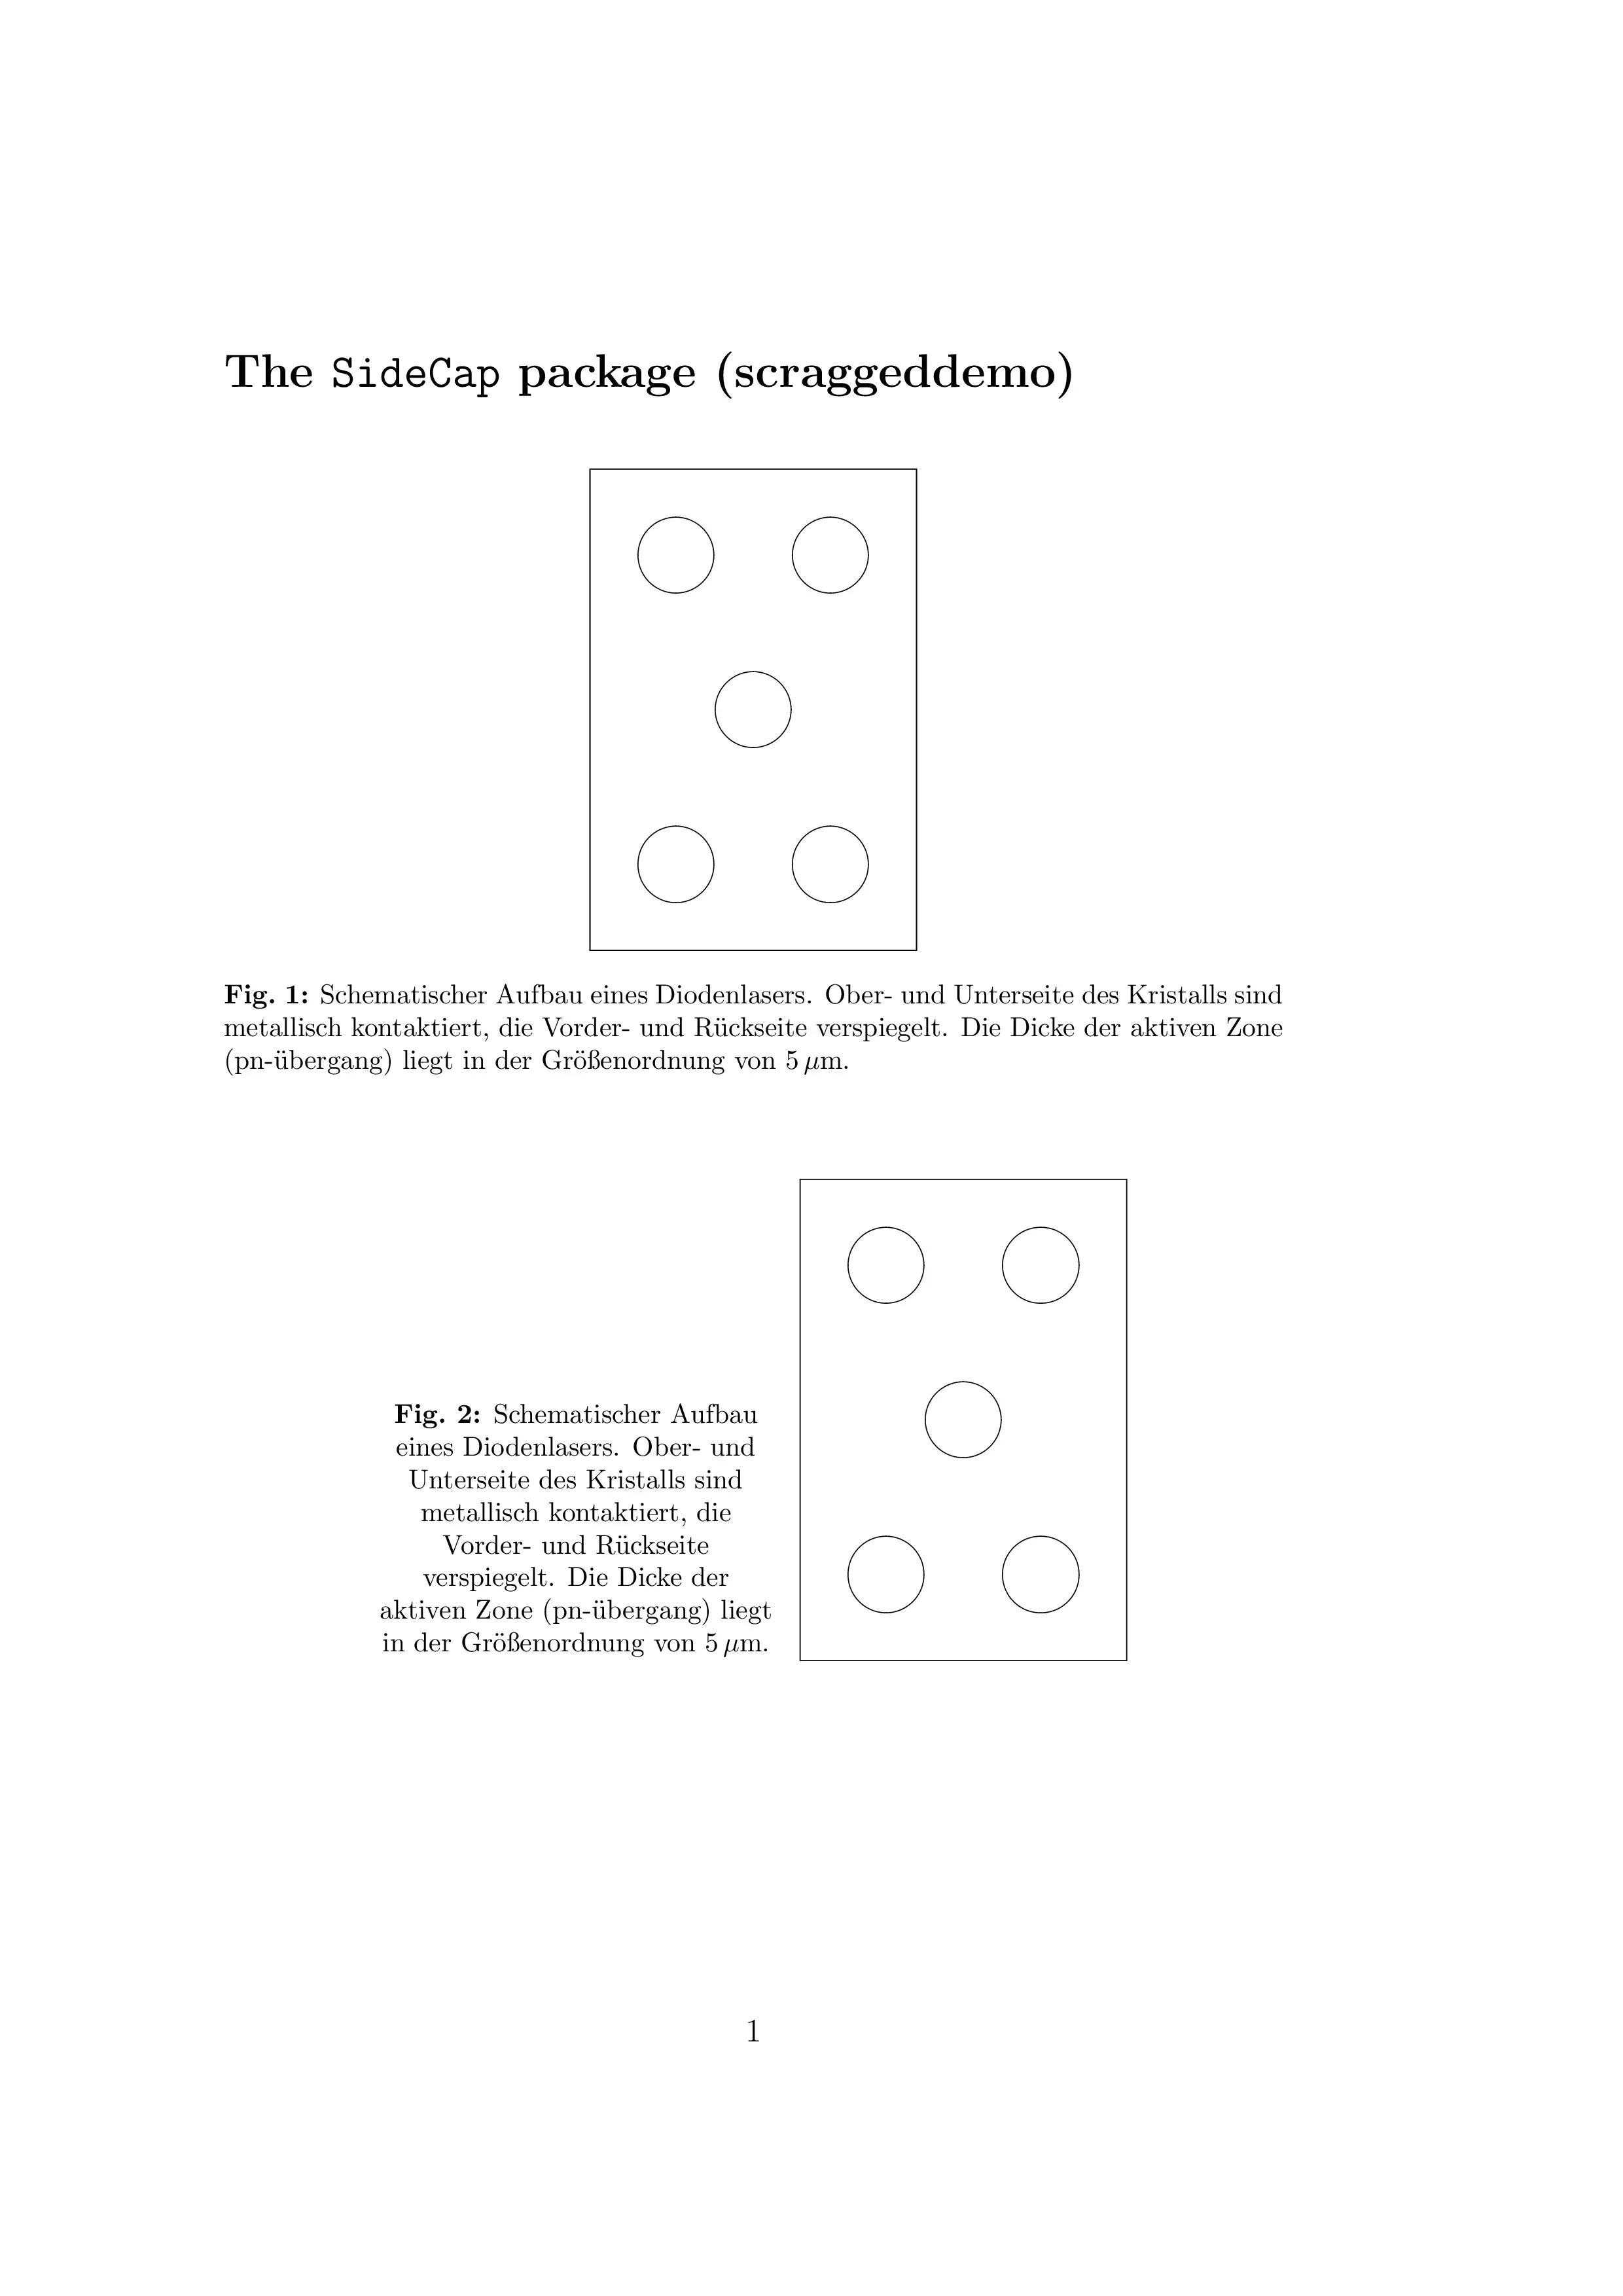 The SideCap package (scraggeddemo)
Fig. 1: Schematischer Aufbau eines Diodenlasers. Ober- und Unterseite des Kristalls sind
metallisch kontaktiert, die Vorder- und Rückseite verspiegelt. Die Dicke der aktiven Zone
(pn-übergang) liegt in der Größenordnung von 5 μm.
Fig. 2: Schematischer Aufbau
eines Diodenlasers. Ober- und
Unterseite des Kristalls sind
metallisch kontaktiert, die
Vorder- und Rückseite
verspiegelt. Die Dicke der
aktiven Zone (pn-übergang) liegt
in der Größenordnung von 5 μm.
1